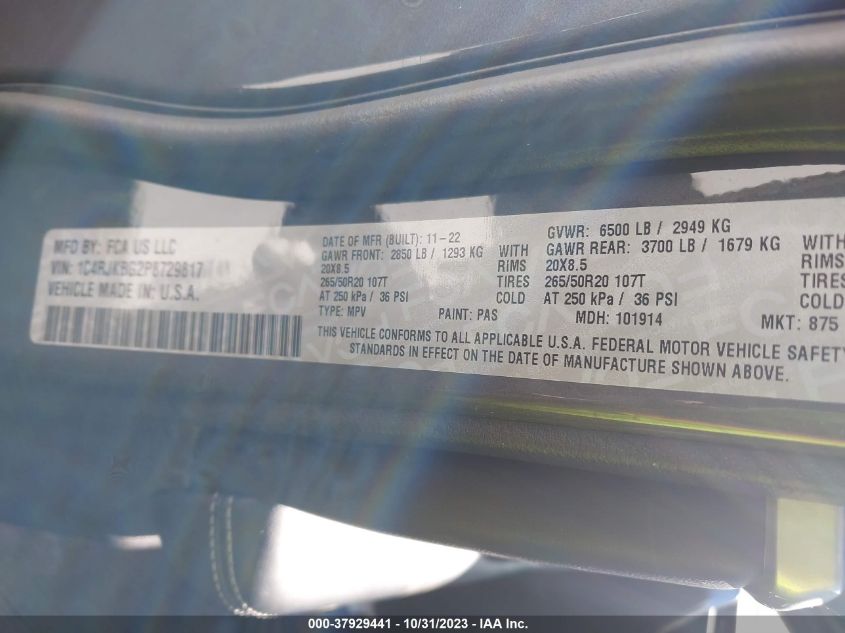 MFD BY: FCA US LLC
VIN: 1C4RJKBG2P8729817
VEHICLE MADE IN: U.S.A.
DATE OF MFR (BUILT): 11-22
GAWR FRONT: 2850 LB / 1293 KG WITH
20X8.5 RIMS
265/50R20 107T TIRES
AT 250 kPa / 36 PSI COLD
TYPE: MPV PAINT: PAS
GVWR: 6500 LB / 2949 KG
GAWR REAR: 3700 LB / 1679 KG WITH
20X8.5 RIMS
265/50R20 107T TIRES
AT 250 kPa / 36 PSI COLD
MDH: 101914 MKT: 875
THIS VEHICLE CONFORMS TO ALL APPLICABLE U.S.A. FEDERAL MOTOR VEHICLE SAFETY
STANDARDS IN EFFECT ON THE DATE OF MANUFACTURE SHOWN ABOVE.
000-37929441 - 10/31/2023 - IAA Inc.